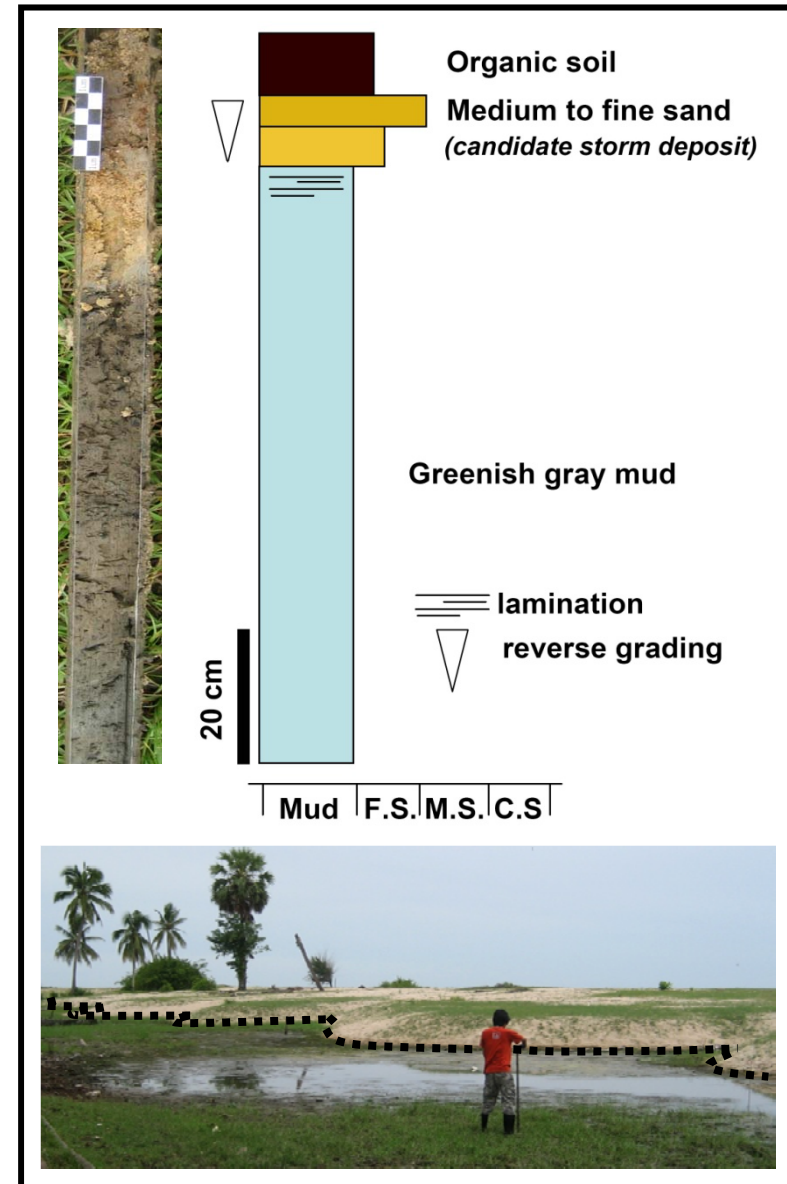 Organic soil
Medium to fine sand
(candidate storm deposit)
Greenish gray mud
lamination
reverse grading
20 cm
Mud F.S. M.S. C.S